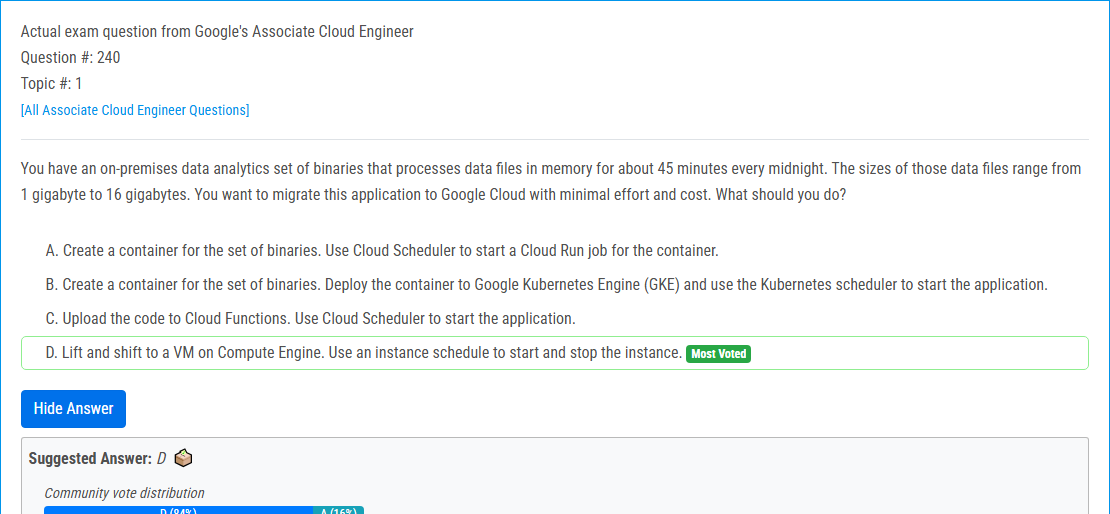 Actual exam question from Google's Associate Cloud Engineer
Question #: 240
Topic #: 1
[All Associate Cloud Engineer Questions]
You have an on-premises data analytics set of binaries that processes data files in memory for about 45 minutes every midnight. The sizes of those data files range from
1 gigabyte to 16 gigabytes. You want to migrate this application to Google Cloud with minimal effort and cost. What should you do?
A. Create a container for the set of binaries. Use Cloud Scheduler to start a Cloud Run job for the container.
B. Create a container for the set of binaries. Deploy the container to Google Kubernetes Engine (GKE) and use the Kubernetes scheduler to start the application.
C. Upload the code to Cloud Functions. Use Cloud Scheduler to start the application.
D. Lift and shift to a VM on Compute Engine. Use an instance schedule to start and stop the instance. Most Voted
Hide Answer
Suggested Answer: D
Community vote distribution
D (84%) A (16%)